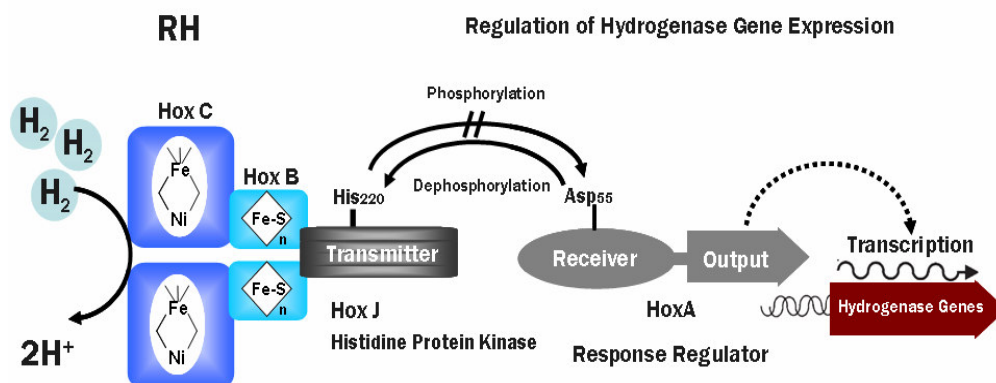 RH
Regulation of Hydrogenase Gene Expression
Phosphorylation
Hox C
H2
H2
H2
Fe
Ni
Hox B
Fe-S
n
His220
Dephosphorylation
Asp55
Transmitter
Receiver
Output
Transcription
Fe
Ni
Fe-S
n
Hox J
HoxA
Hydrogenase Genes
2H+
Histidine Protein Kinase
Response Regulator